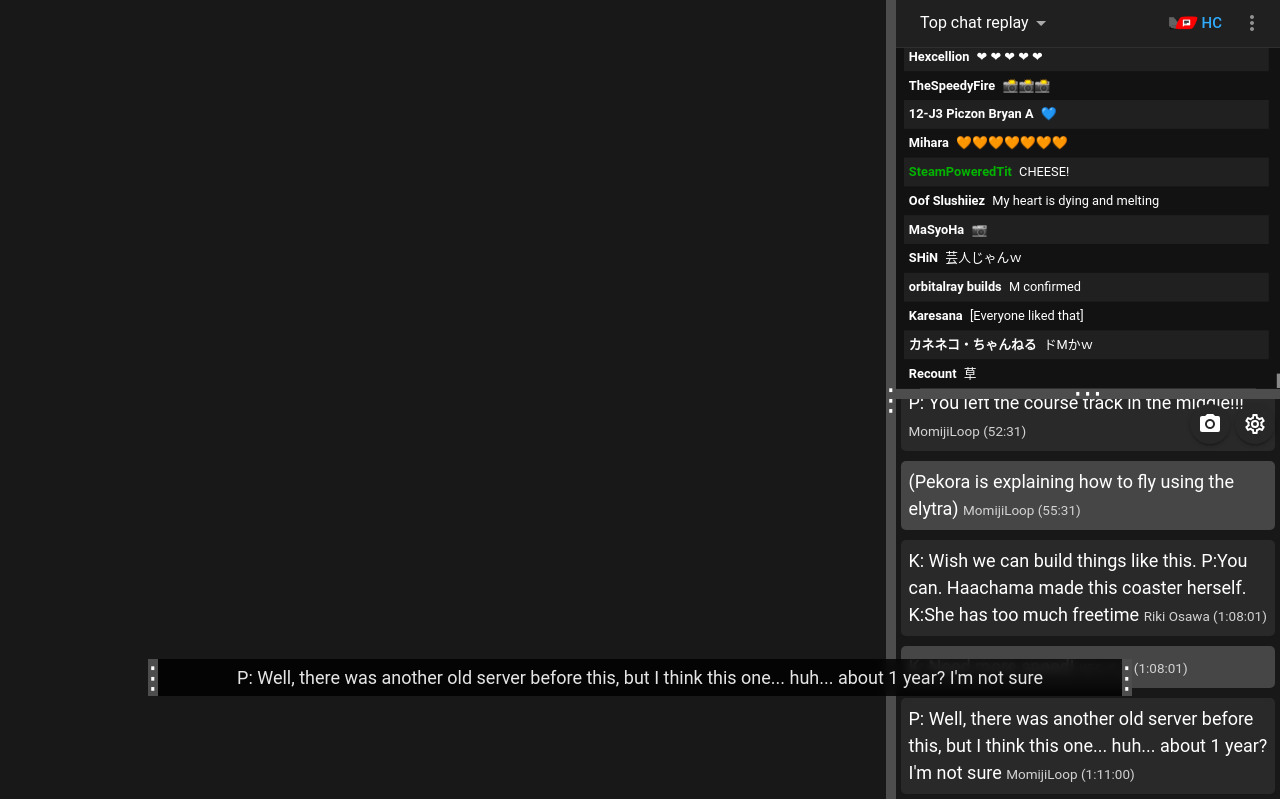 Top chat replay
HC
Hexcellion ❤ ❤ ❤ ❤ ❤
TheSpeedyFire 📸📸📸
12-J3 Piczon Bryan A 💙
Mihara 🧡🧡🧡🧡🧡🧡🧡
SteamPoweredTit CHEESE!
Oof Slushiiez My heart is dying and melting
MaSyoHa 📷
SHiN 芸人じゃんw
orbitalray builds M confirmed
Karesana [Everyone liked that]
カネネコ・ちゃんねる ドMかw
Recount 草
P: You left the course track in the middle!!!
MomijiLoop (52:31)
(Pekora is explaining how to fly using the
elytra) MomijiLoop (55:31)
K: Wish we can build things like this. P:You
can. Haachama made this coaster herself.
K:She has too much freetime Riki Osawa (1:08:01)
(1:08:01)
P: Well, there was another old server before this, but I think this one... huh... about 1 year? I'm not sure
P: Well, there was another old server before
this, but I think this one... huh... about 1 year?
I'm not sure MomijiLoop (1:11:00)